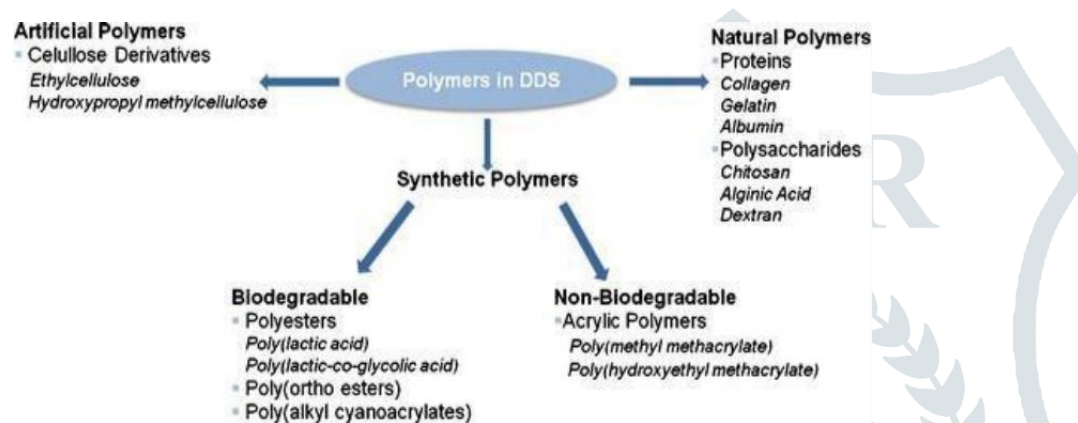 Artificial Polymers
Celullose Derivatives
Ethylcellulose
Hydroxypropyl methylcellulose
Polymers in DDS
Natural Polymers
Proteins
Collagen
Gelatin
Albumin
Polysaccharides
Chitosan
Alginic Acid
Dextran
Synthetic Polymers
Biodegradable
Polyesters
Poly(lactic acid)
Poly(lactic-co-glycolic acid)
Poly(ortho esters)
Poly(alkyl cyanoacrylates)
Non-Biodegradable
Acrylic Polymers
Poly(methyl methacrylate)
Poly(hydroxyethyl methacrylate)
R